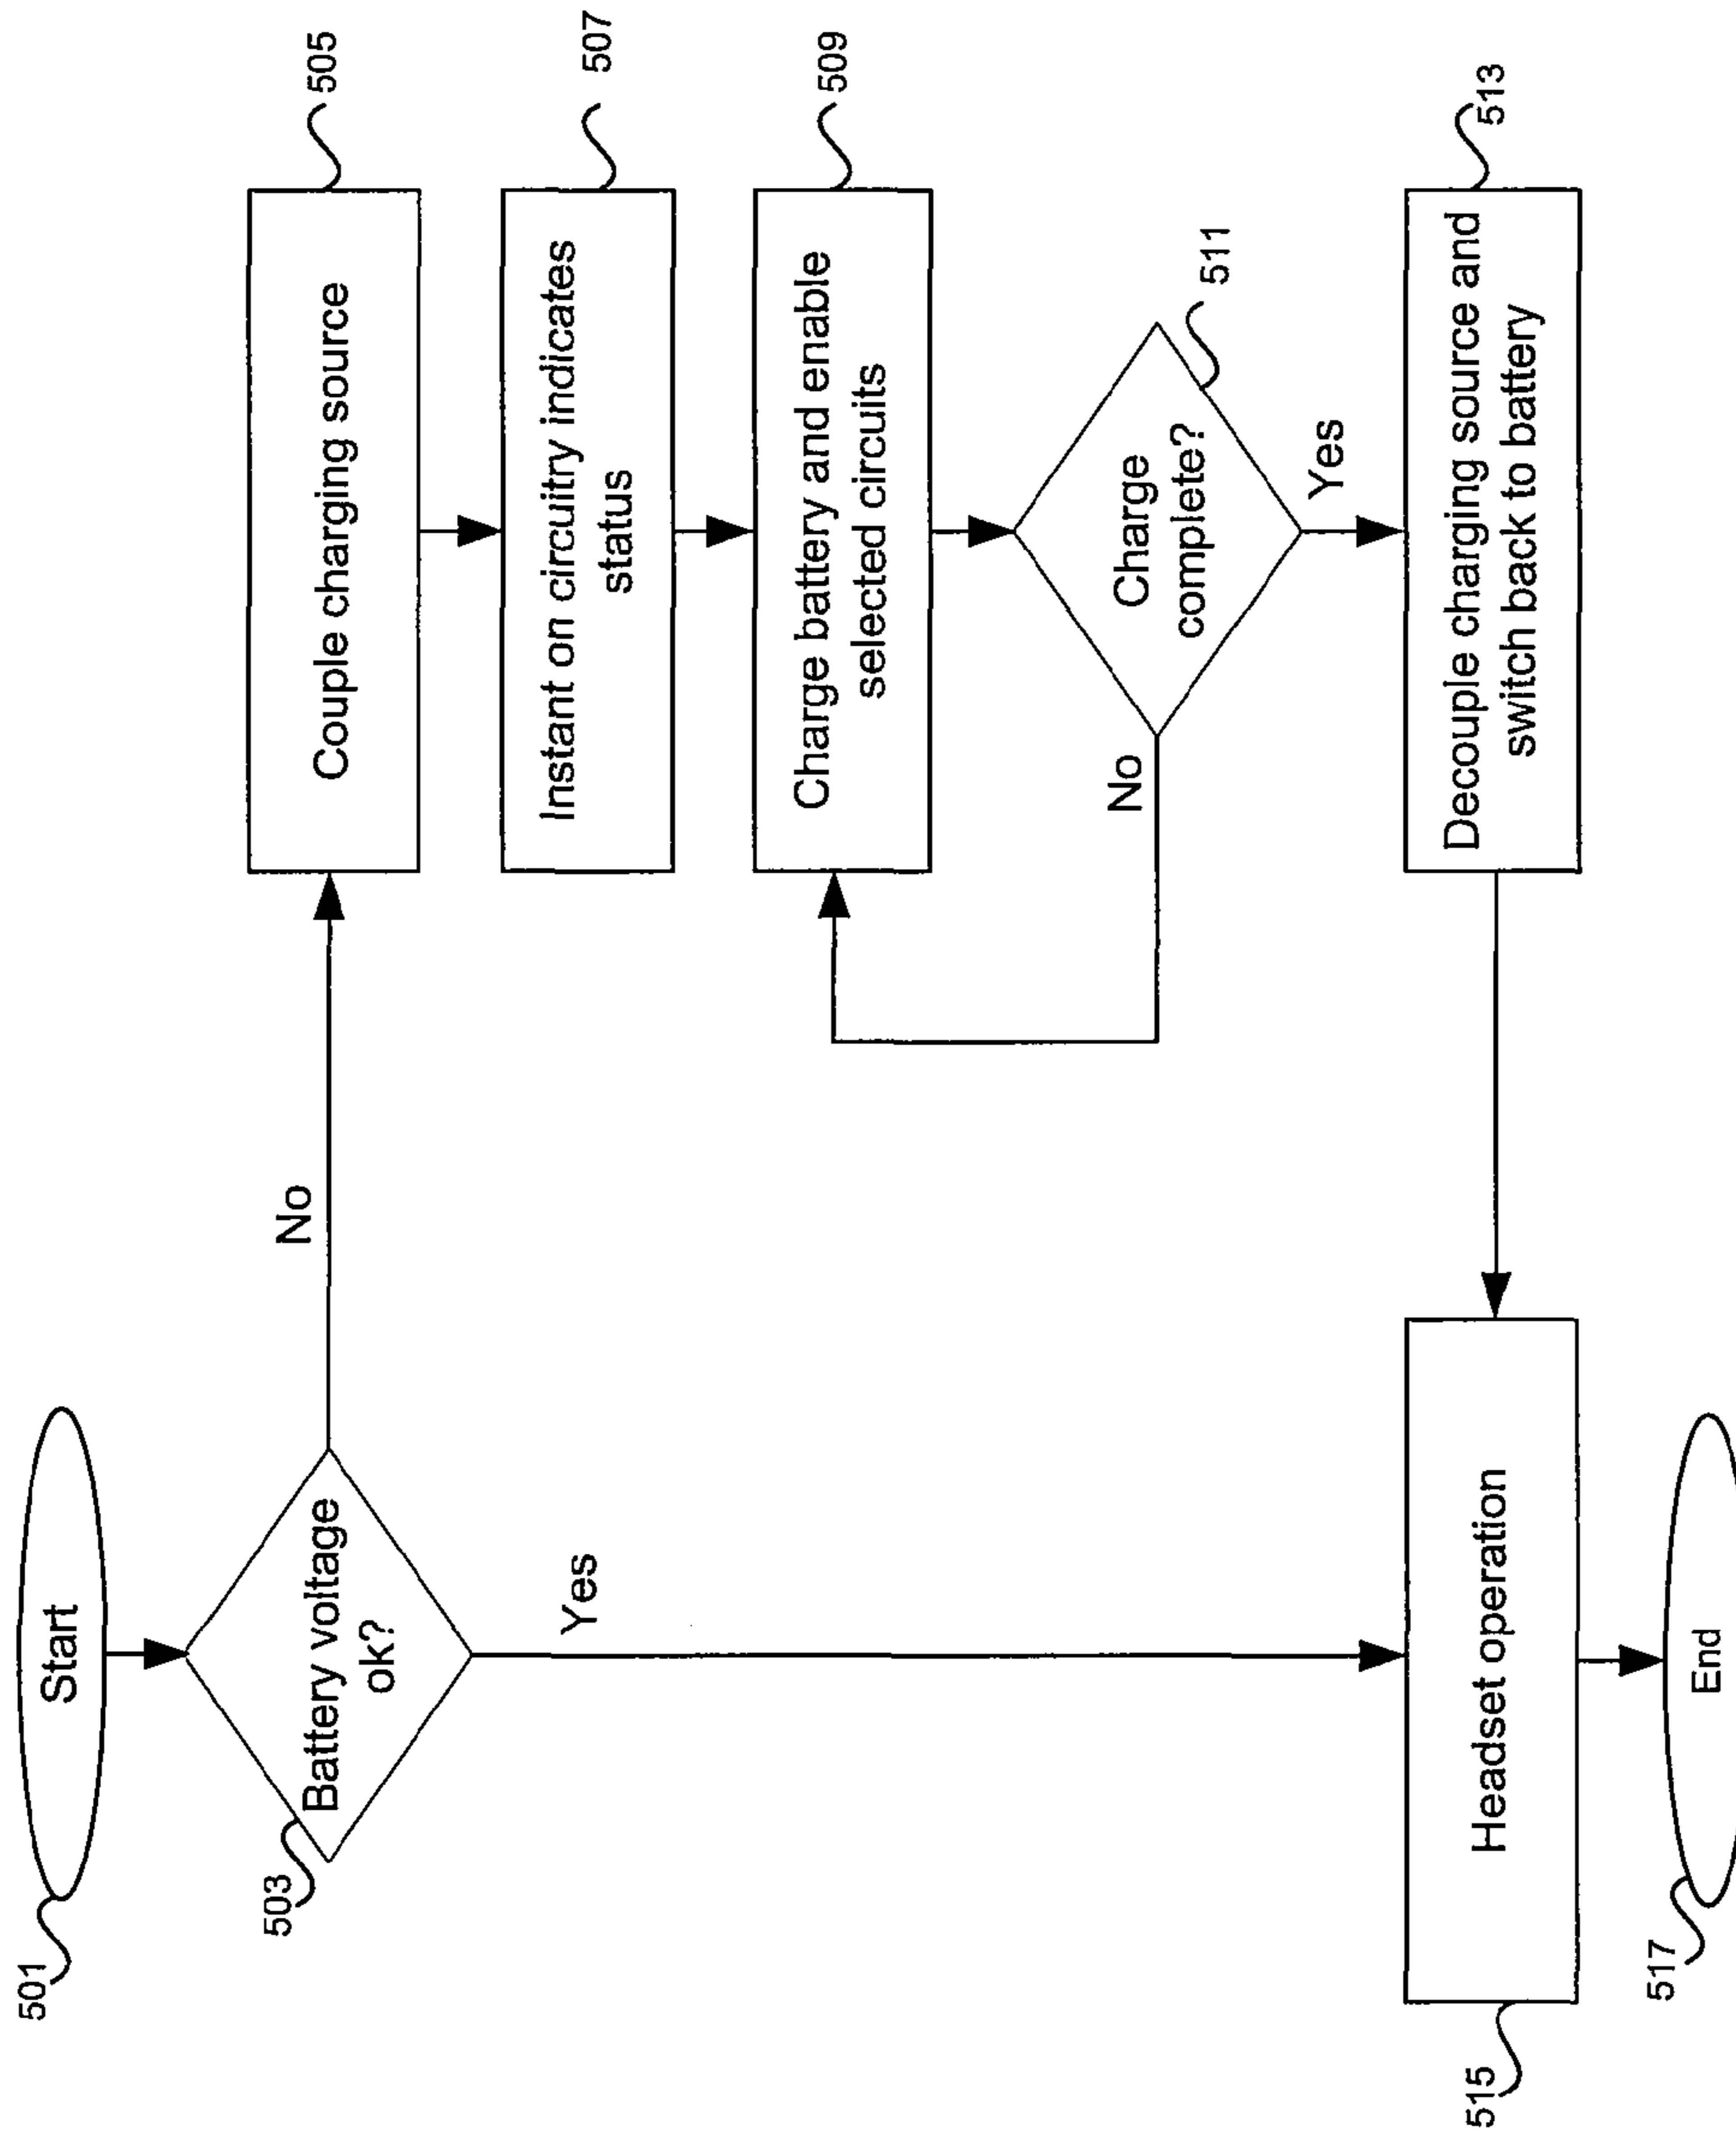 501
Start
503
Battery voltage
ok?
No
Yes
505
Couple charging source
507
Instant on circuitry indicates
status
509
Charge battery and enable
selected circuits
511
Charge
complete?
No
Yes
513
Decouple charging source and
switch back to battery
515
Headset operation
517
End